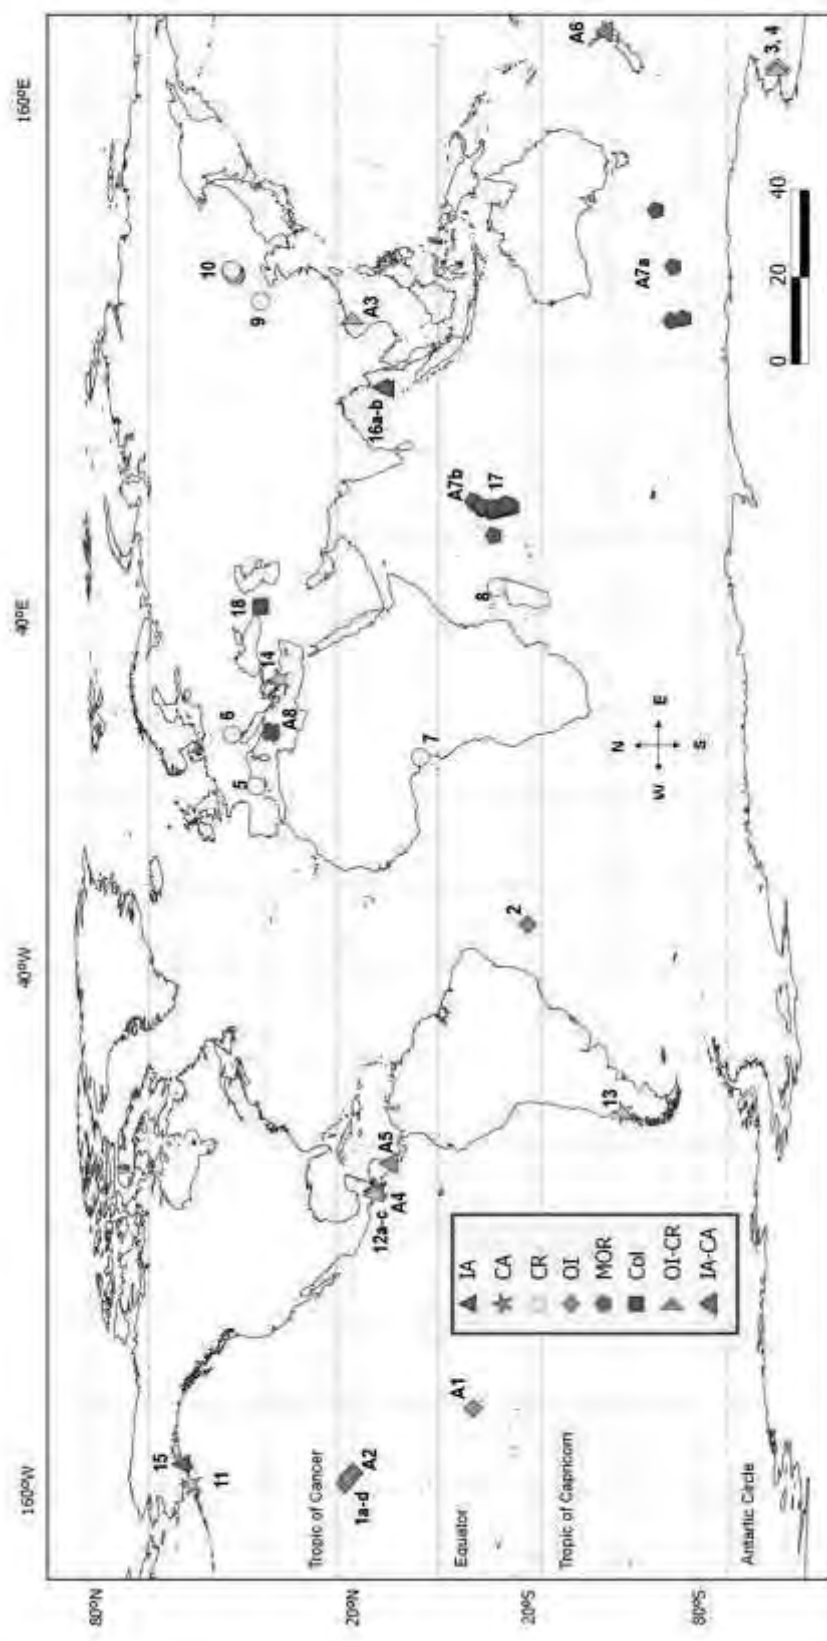 160ºW
40ºW
40ºE
160ºE
80ºN
20ºN
20ºS
80ºS
Tropic of Cancer
Equator
Tropic of Capricorn
Antartic Circle
15
11
1a-d
A2
A1
12a-c
A4
A5
13
2
5
6
A8
14
18
7
8
A7b
17
16a-b
A3
9
10
A7a
A6
3, 4
N
W
E
S
IA
CA
CR
OI
MOR
Col
OI-CR
IA-CA
0
20
40